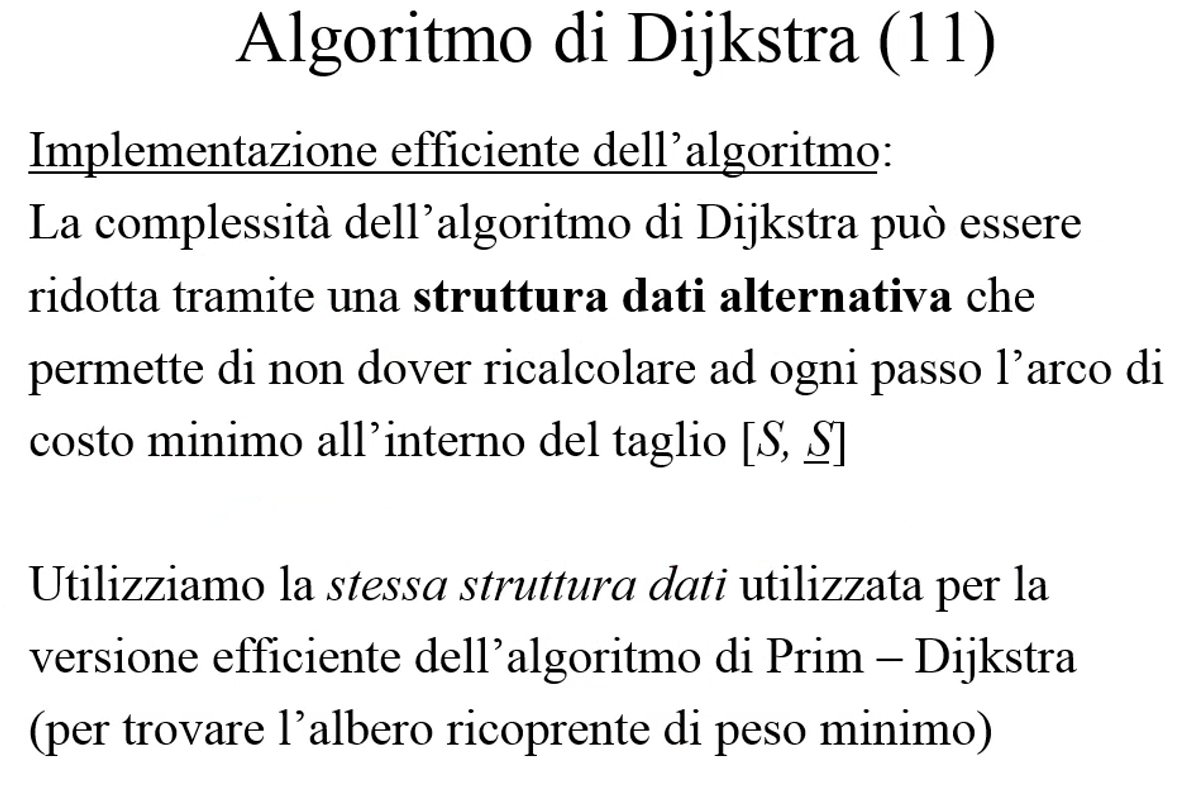 Algoritmo di Dijkstra (11)
Implementazione efficiente dell’algoritmo:
La complessità dell’algoritmo di Dijkstra può essere
ridotta tramite una struttura dati alternativa che
permette di non dover ricalcolare ad ogni passo l’arco di
costo minimo all’interno del taglio [S, S]
Utilizziamo la stessa struttura dati utilizzata per la
versione efficiente dell’algoritmo di Prim – Dijkstra
(per trovare l’albero ricoprente di peso minimo)